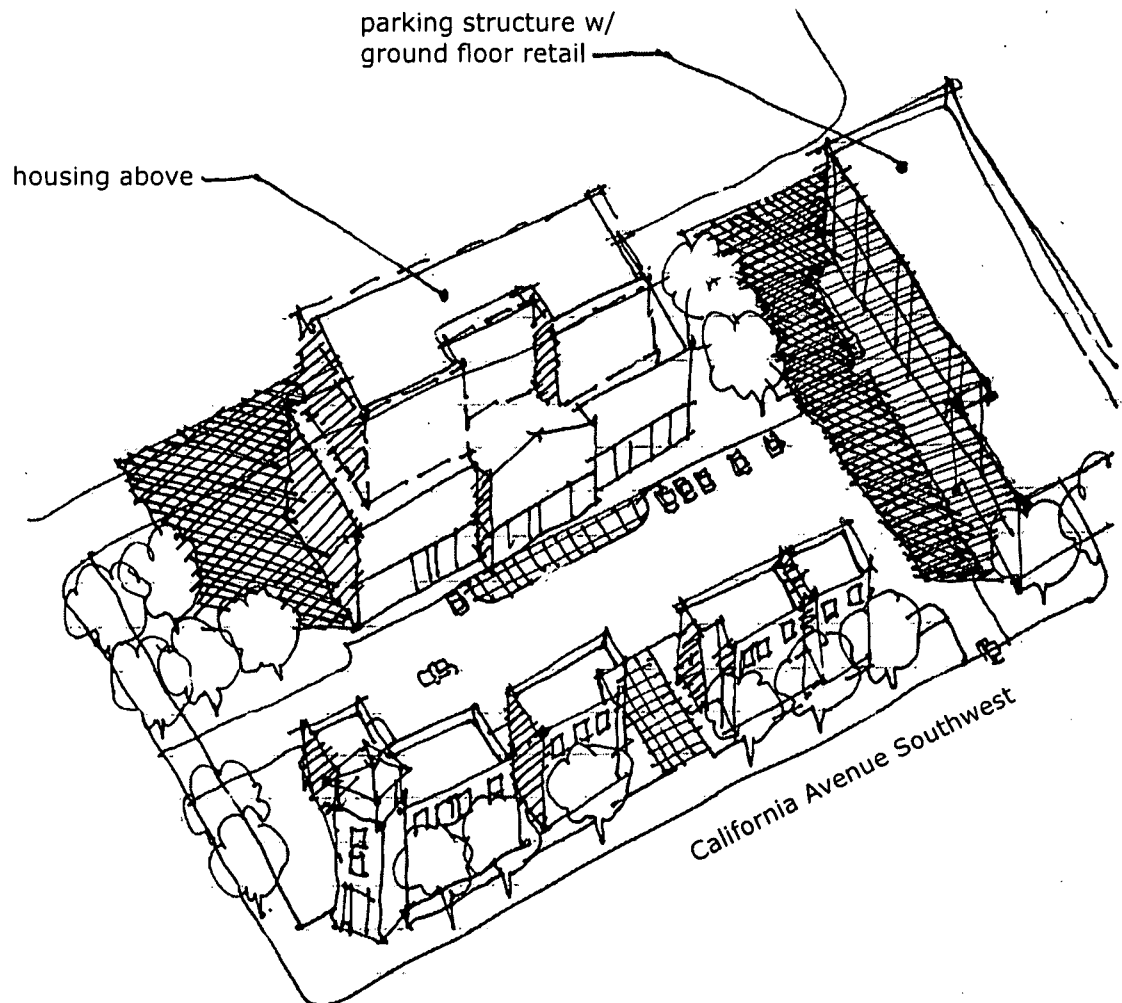 parking structure w/
ground floor retail
housing above
California Avenue Southwest